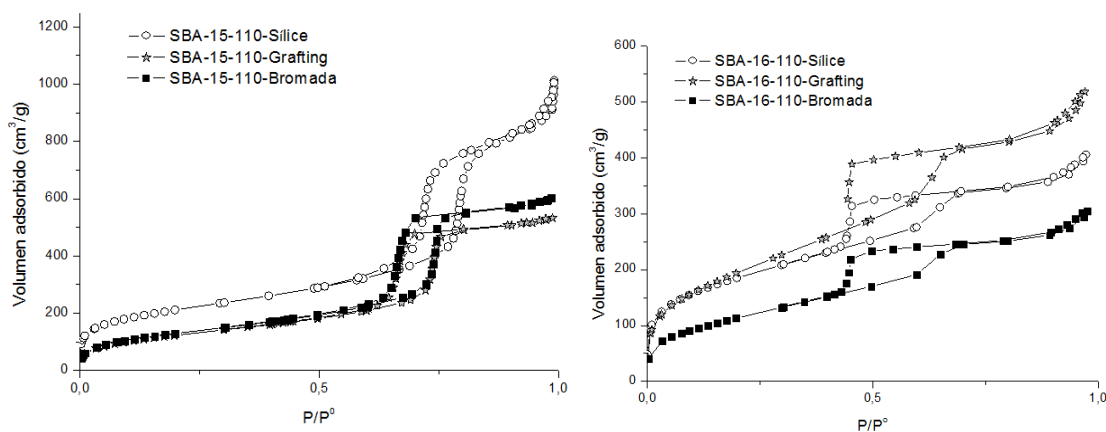 1200
1000
800
600
400
200
0
0,0
0,5
1,0
Volumen adsorbido (cm³/g)
P/P⁰
SBA-15-110-Sílice
SBA-15-110-Grafting
SBA-15-110-Bromada
600
500
400
300
200
100
0
0,0
0,5
1,0
Volumen adsorbido (cm³/g)
P/P⁰
SBA-16-110-Sílice
SBA-16-110-Grafting
SBA-16-110-Bromada